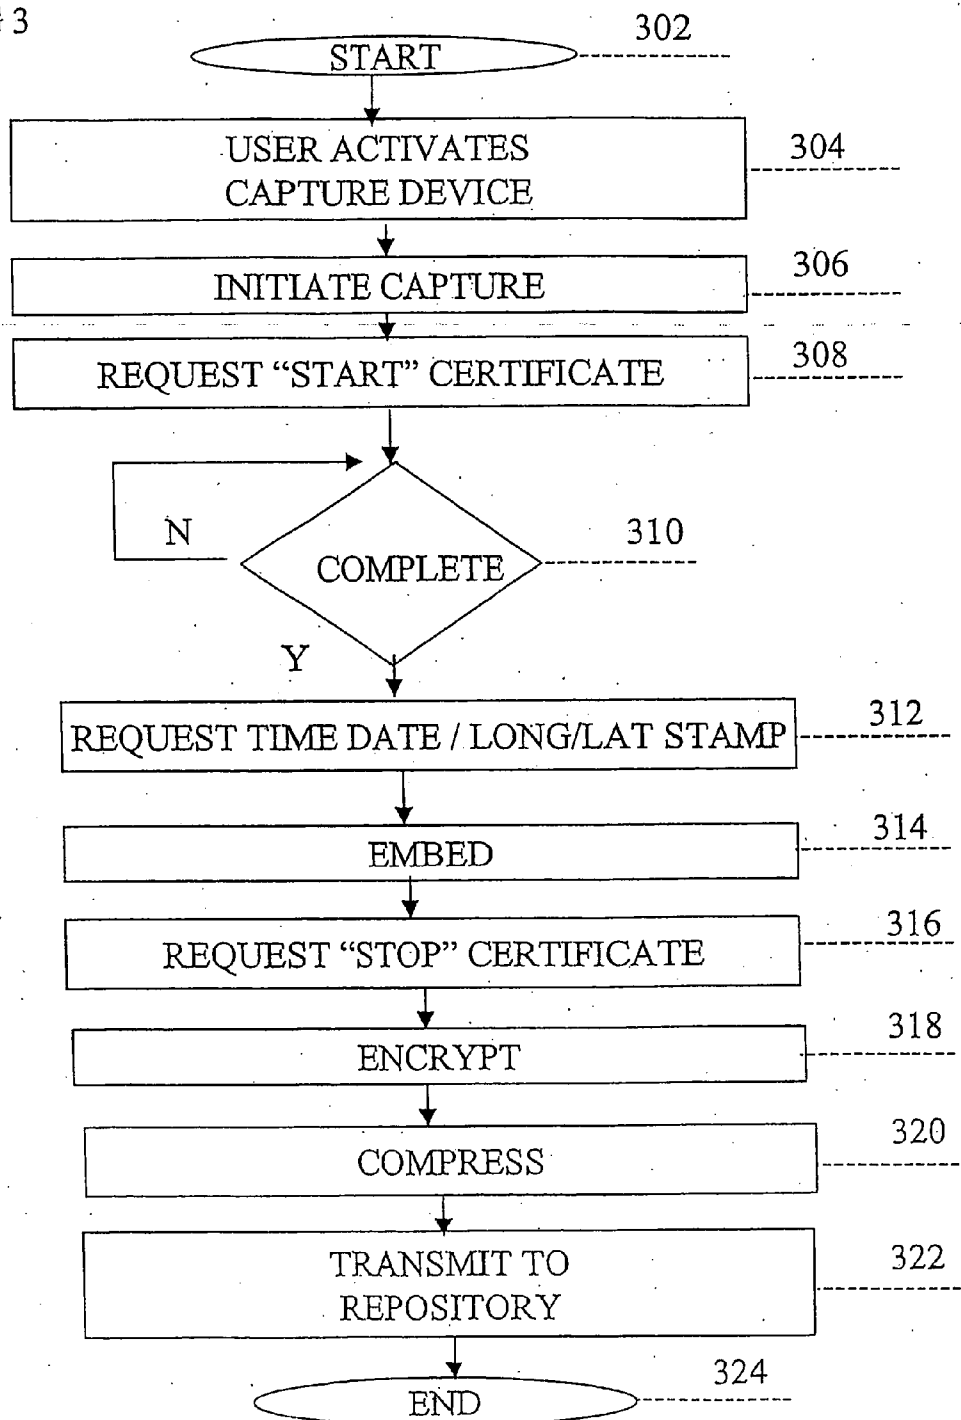 3
302
START
304
USER ACTIVATES
CAPTURE DEVICE
306
INITIATE CAPTURE
308
REQUEST “START” CERTIFICATE
310
N
COMPLETE
Y
312
REQUEST TIME DATE / LONG/LAT STAMP
314
EMBED
316
REQUEST “STOP” CERTIFICATE
318
ENCRYPT
320
COMPRESS
322
TRANSMIT TO
REPOSITORY
324
END